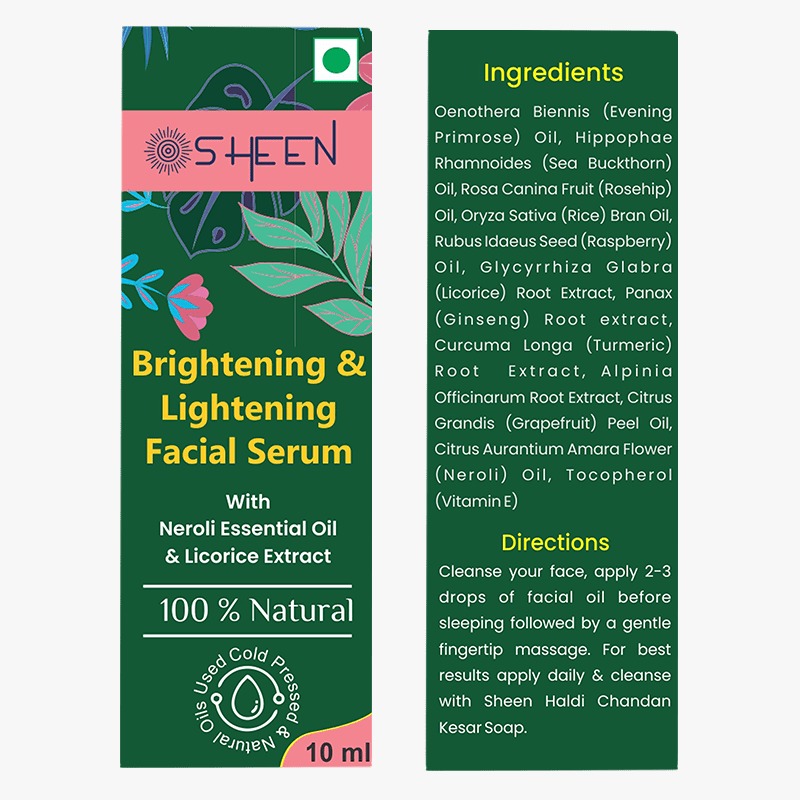 SHEEN
Brightening &
Lightening
Facial Serum
With
Neroli Essential Oil
& Licorice Extract
100 % Natural
Cold Pressed & Natural Oils Used
10 ml
Ingredients
Oenothera Biennis (Evening
Primrose) Oil, Hippophae
Rhamnoides (Sea Buckthorn)
Oil, Rosa Canina Fruit (Rosehip)
Oil, Oryza Sativa (Rice) Bran Oil,
Rubus Idaeus Seed (Raspberry)
Oil, Glycyrrhiza Glabra
(Licorice) Root Extract, Panax
(Ginseng) Root extract,
Curcuma Longa (Turmeric)
Root Extract, Alpinia
Officinarum Root Extract, Citrus
Grandis (Grapefruit) Peel Oil,
Citrus Aurantium Amara Flower
(Neroli) Oil, Tocopherol
(Vitamin E)
Directions
Cleanse your face, apply 2-3
drops of facial oil before
sleeping followed by a gentle
fingertip massage. For best
results apply daily & cleanse
with Sheen Haldi Chandan
Kesar Soap.